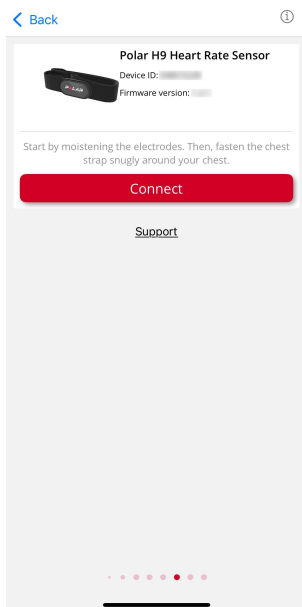 Back
Polar H9 Heart Rate Sensor
Device ID:
Firmware version:
POLAR
Start by moistening the electrodes. Then, fasten the chest
strap snugly around your chest.
Connect
Support